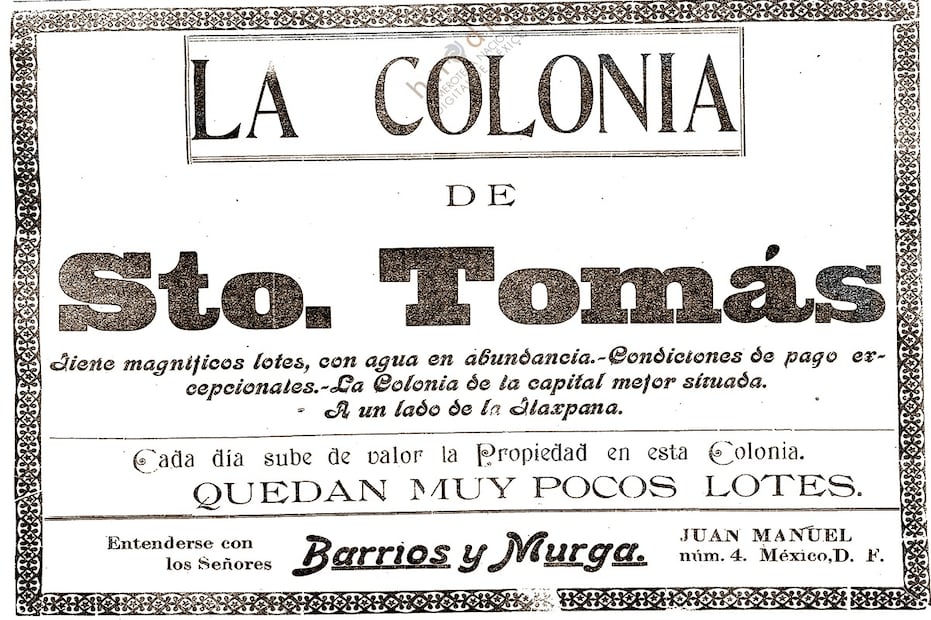 LA COLONIA
DE
Sto. Tomás
Tiene magníficos lotes, con agua en abundancia.-Condiciones de pago ex-
cepcionales.-La Colonia de la capital mejor situada.
A un lado de la Tlaxpana.
Cada día sube de valor la Propiedad en esta Colonia.
QUEDAN MUY POCOS LOTES.
Entenderse con
los Señores
Barrios y Murga.
JUAN MANUEL
núm. 4. México, D. F.